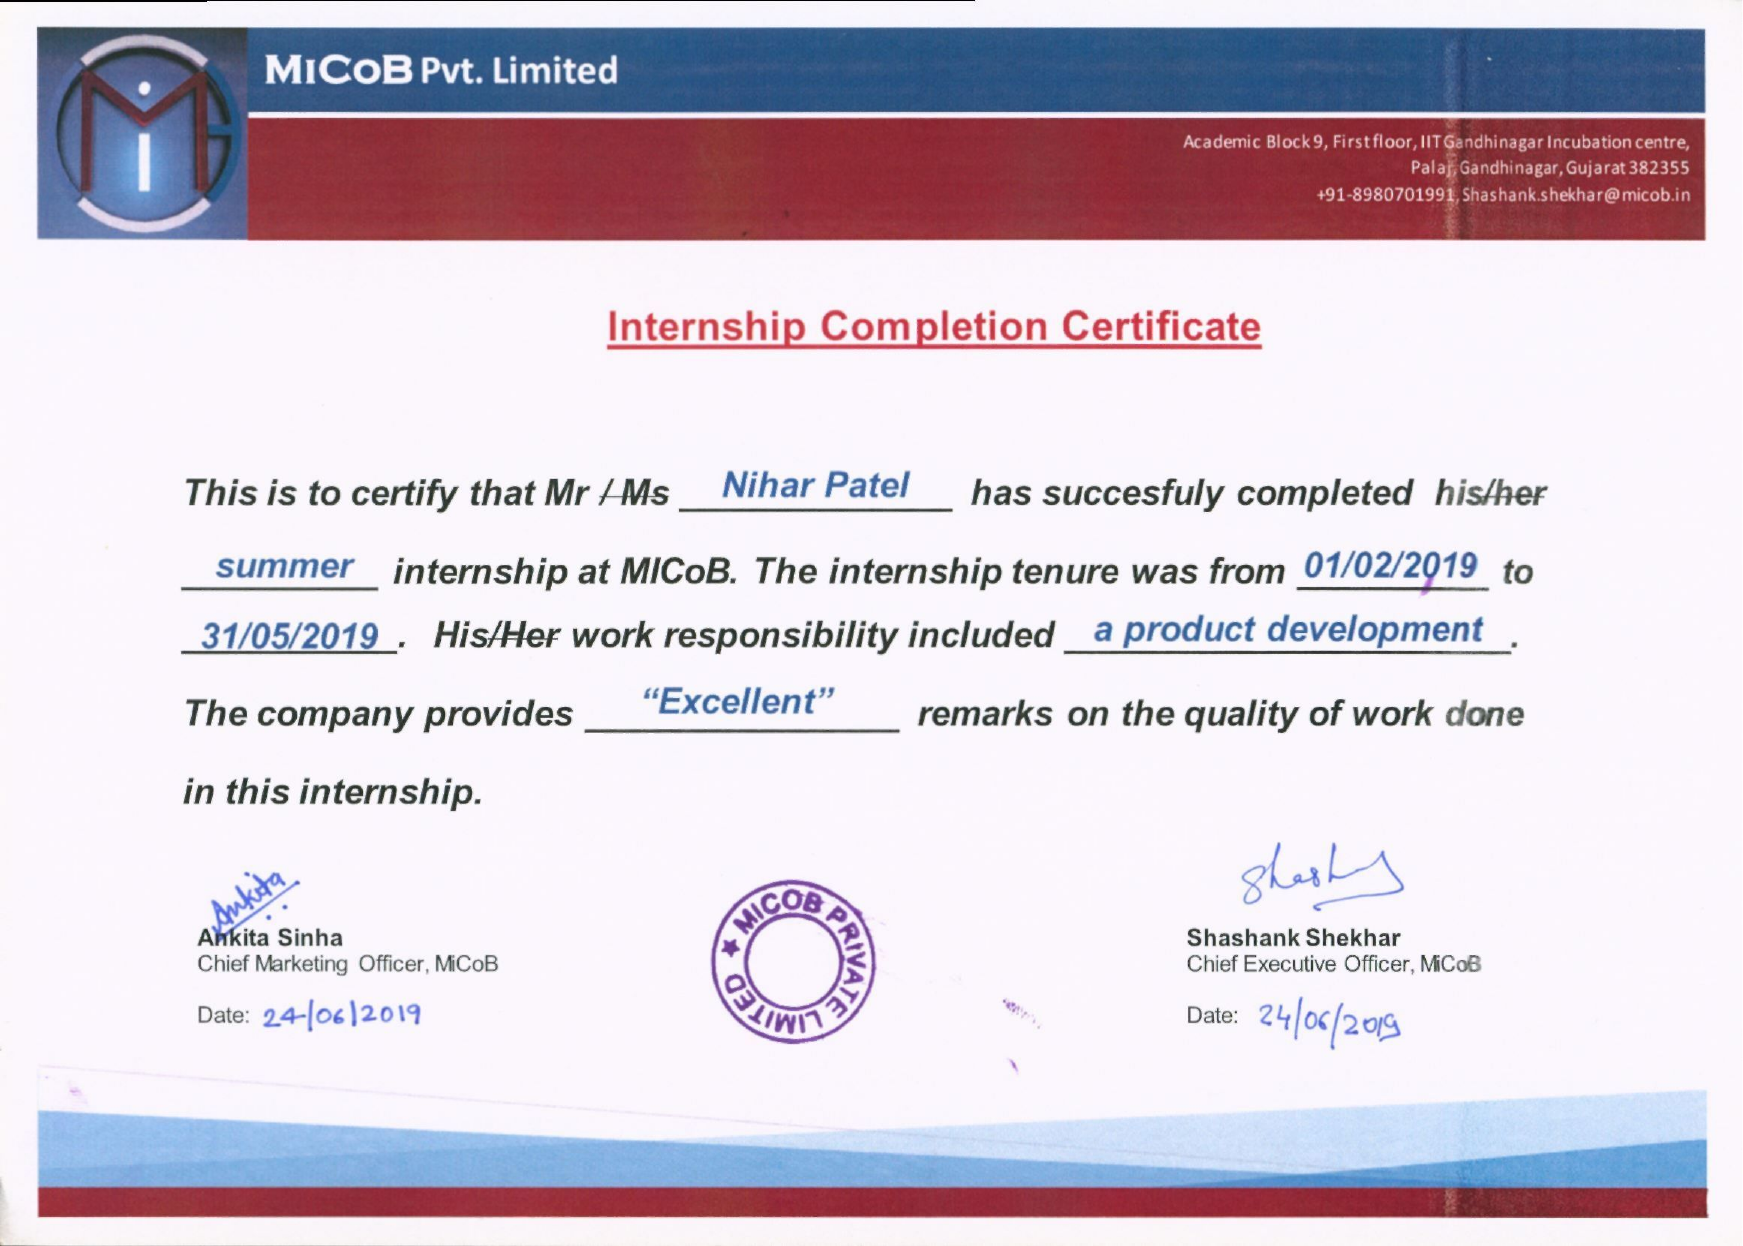 MICOB Pvt. Limited
Academic Block 9, First floor, IIT Gandhinagar Incubation centre,
Palaj, Gandhinagar, Gujarat 382355
+91-8980701991, Shashank.shekhar@micob.in
Internship Completion Certificate
This is to certify that Mr / Ms Nihar Patel has succesfuly completed his/her
summer internship at MICoB. The internship tenure was from 01/02/2019 to
31/05/2019. His/Her work responsibility included a product development.
The company provides “Excellent” remarks on the quality of work done
in this internship.
Ankita
Shashank
Ankita Sinha
Chief Marketing Officer, MiCoB
Date: 24/06/2019
MICOB PRIVATE LIMITED ★
Shashank Shekhar
Chief Executive Officer, MiCoB
Date: 24/06/2019